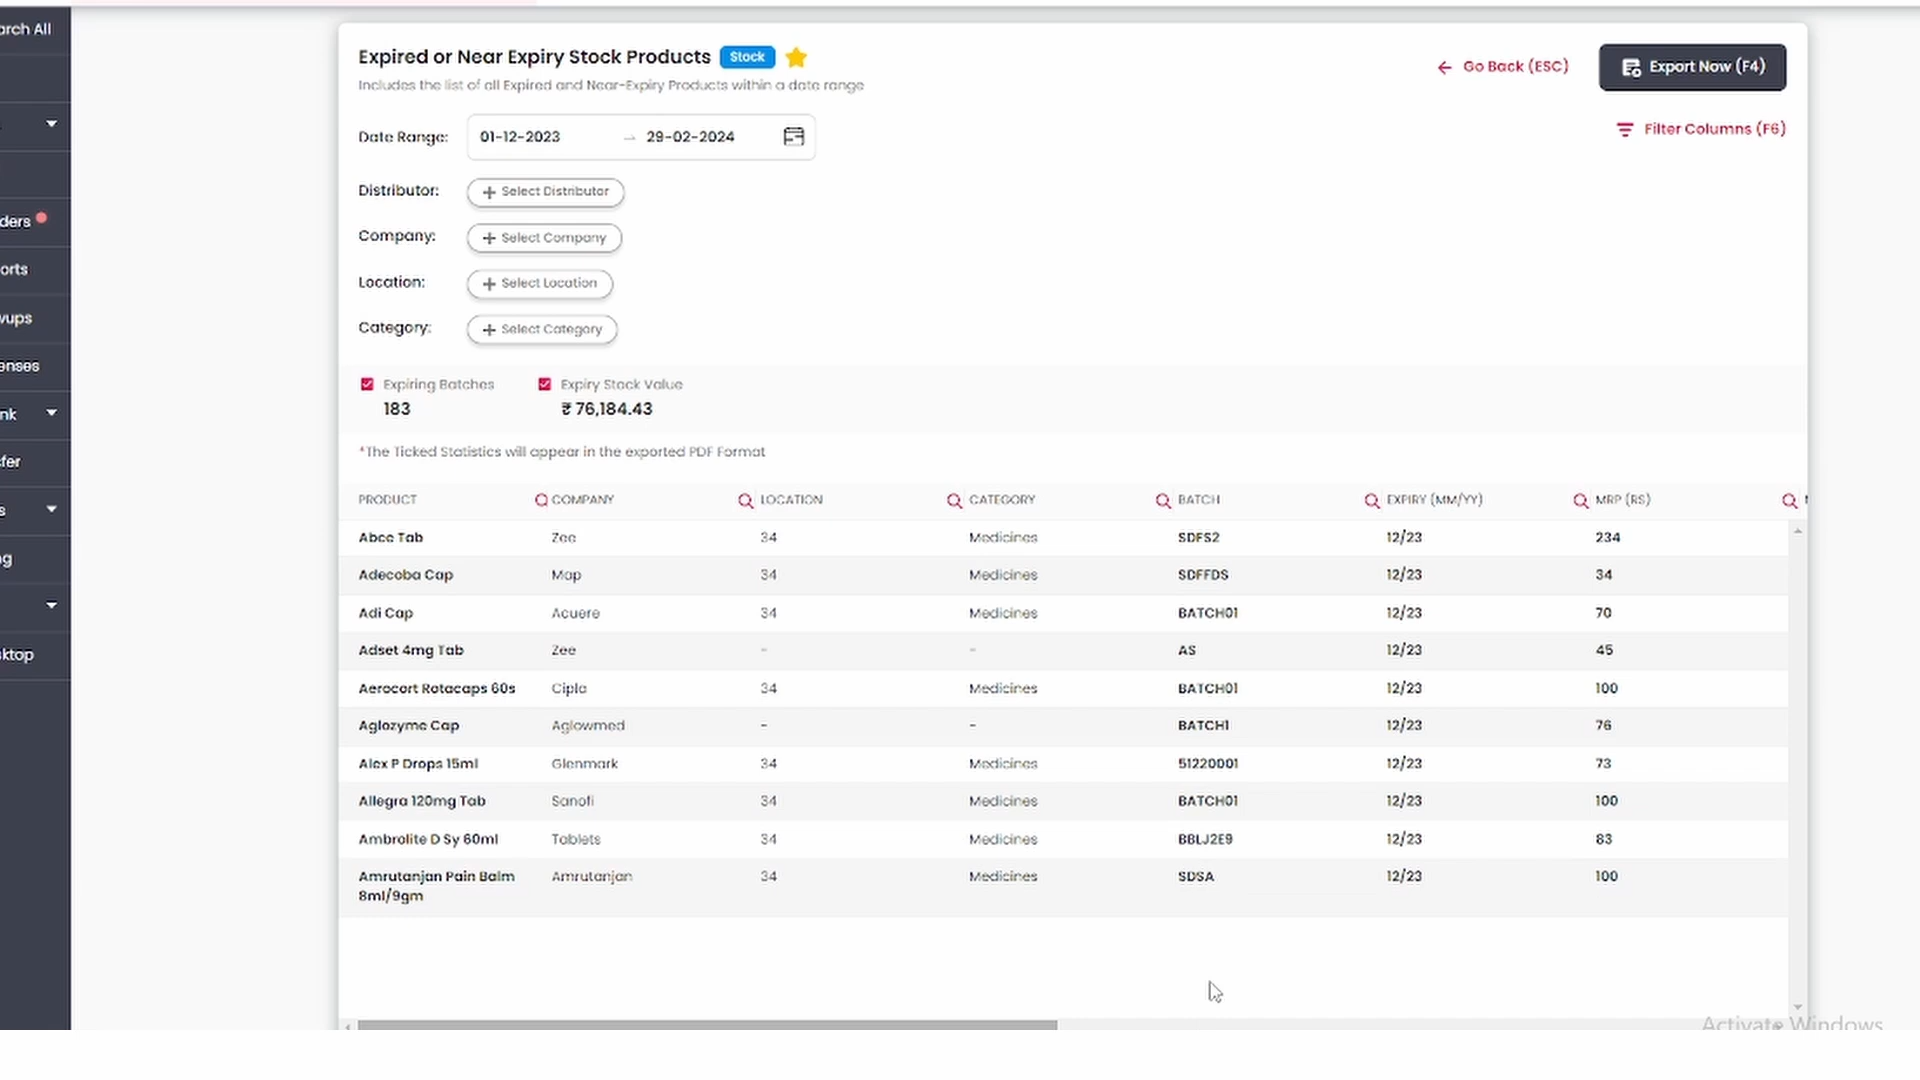 arch All
ders
orts
wups
enses
nk
fer
s
g
ktop
Expired or Near Expiry Stock Products Stock
Includes the list of all Expired and Near-Expiry Products within a date range
Go Back (ESC)
Export Now (F4)
Filter Columns (F6)
Date Range: 01-12-2023 → 29-02-2024
Distributor: + Select Distributor
Company: + Select Company
Location: + Select Location
Category: + Select Category
Expiring Batches Expiry Stock Value
183 ₹ 76,184.43
*The Ticked Statistics will appear in the exported PDF Format
PRODUCT COMPANY LOCATION CATEGORY BATCH EXPIRY (MM/YY) MRP (RS)
Abce Tab Zee 34 Medicines SDFS2 12/23 234
Adecoba Cap Map 34 Medicines SDFFDS 12/23 34
Adi Cap Acuere 34 Medicines BATCH01 12/23 70
Adset 4mg Tab Zee - - AS 12/23 45
Aerocort Rotacaps 60s Cipla 34 Medicines BATCH01 12/23 100
Aglozyme Cap Aglowmed - - BATCH1 12/23 76
Alex P Drops 15ml Glenmark 34 Medicines 51220001 12/23 73
Allegra 120mg Tab Sanofi 34 Medicines BATCH01 12/23 100
Ambrolite D Sy 60ml Tablets 34 Medicines BBLJ2E9 12/23 83
Amrutanjan Pain Balm Amrutanjan 34 Medicines SDSA 12/23 100
8ml/9gm
Activate Windows